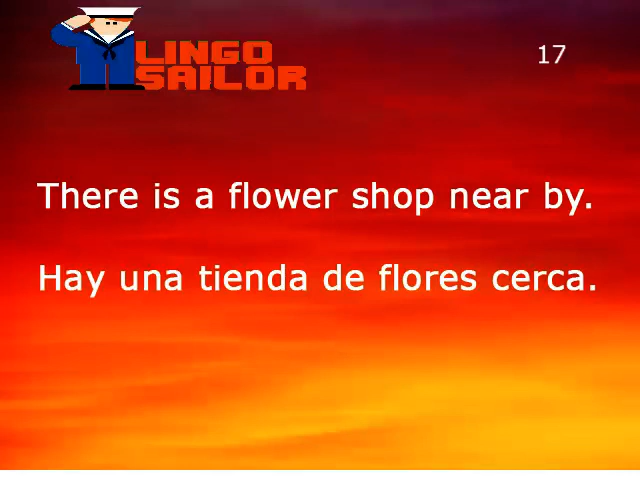 LINGO
SAILOR
17
There is a flower shop near by.
Hay una tienda de flores cerca.